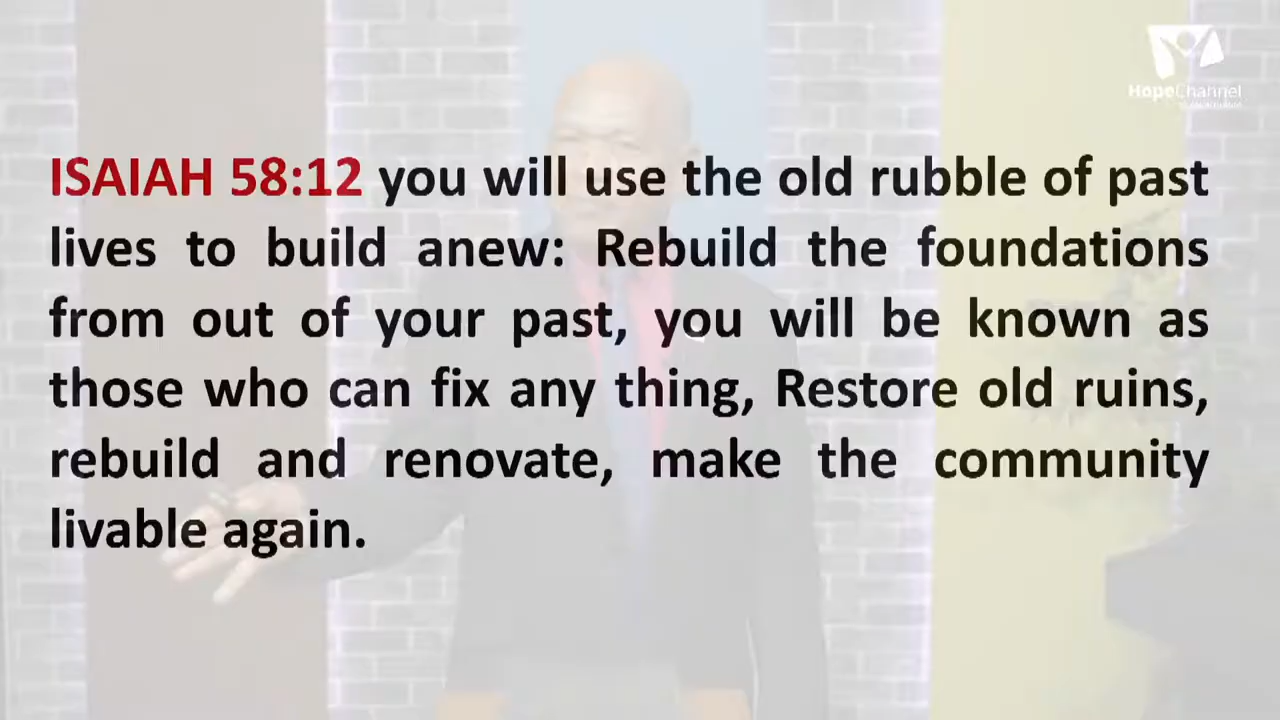 HopeChannel
ISAIAH 58:12 you will use the old rubble of past
lives to build anew: Rebuild the foundations
from out of your past, you will be known as
those who can fix any thing, Restore old ruins,
rebuild and renovate, make the community
livable again.